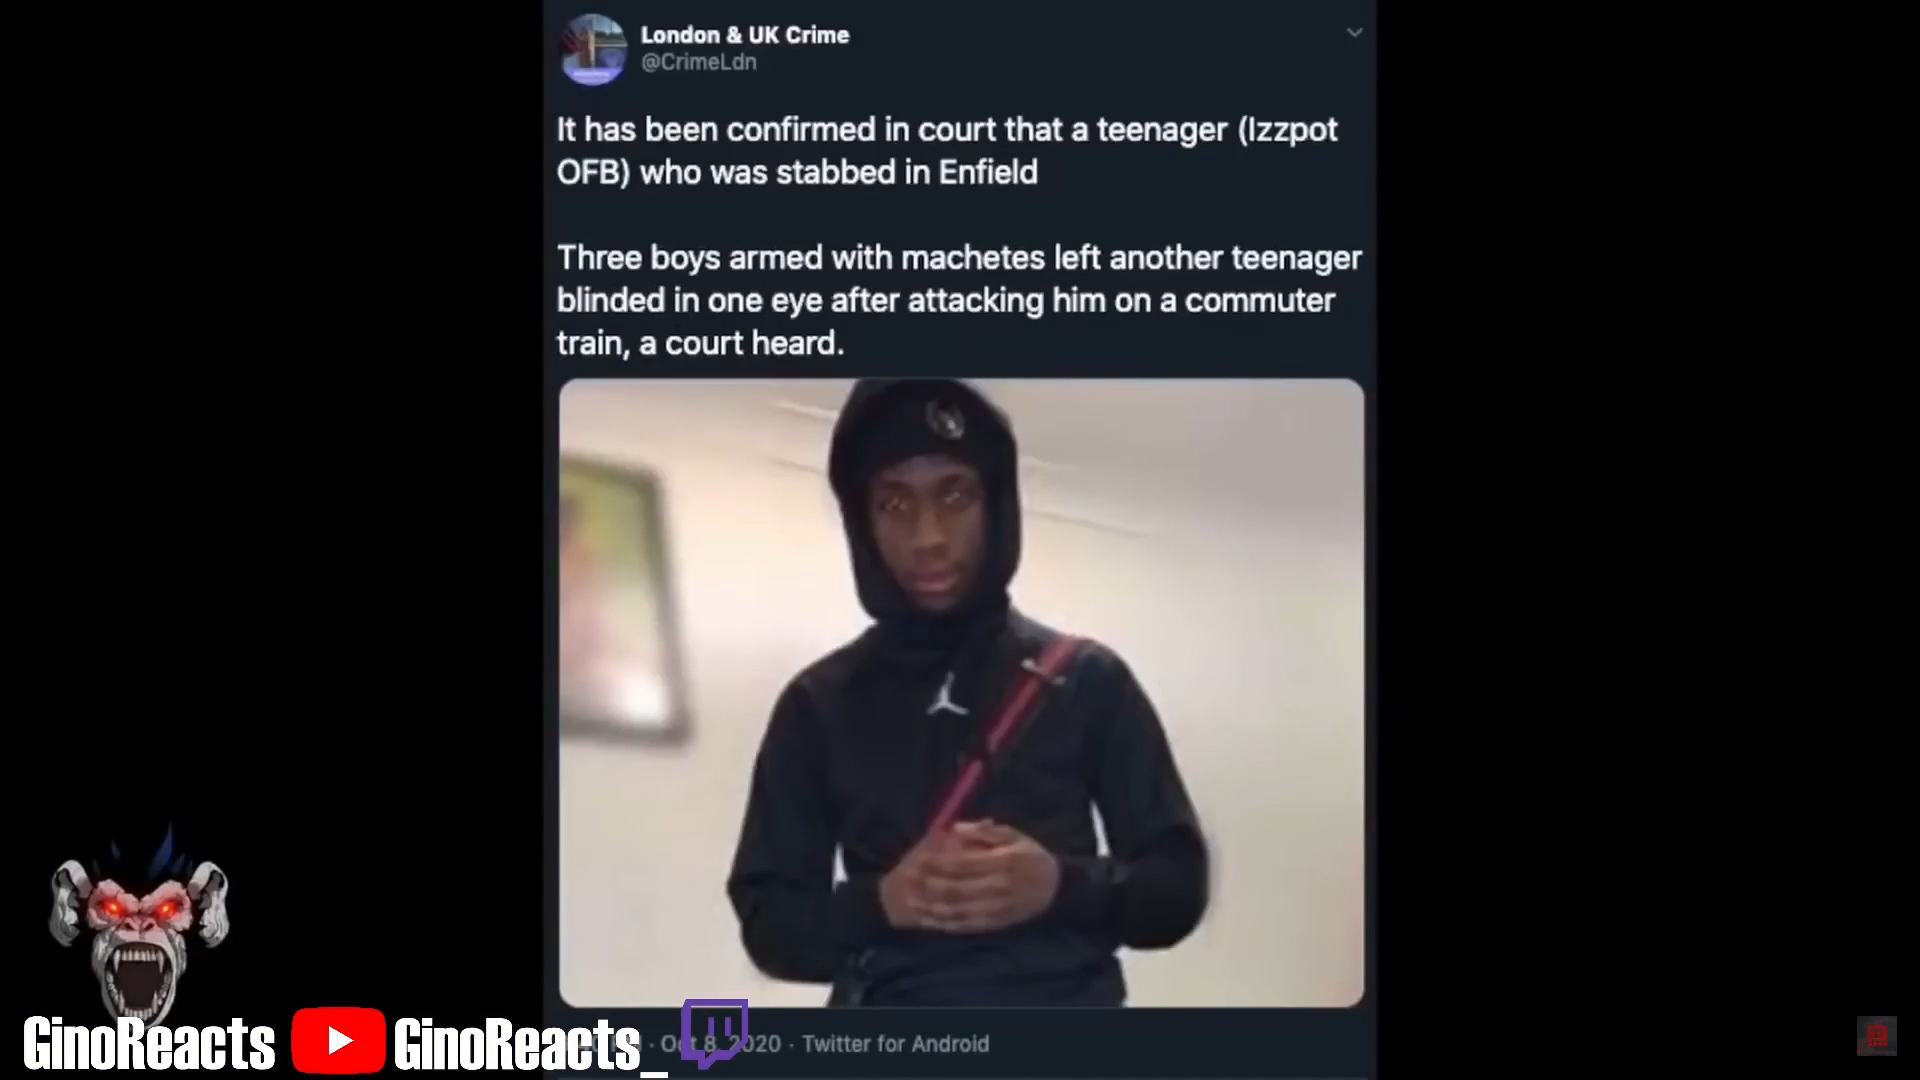 London & UK Crime
@CrimeLdn
It has been confirmed in court that a teenager (Izzpot
OFB) who was stabbed in Enfield
Three boys armed with machetes left another teenager
blinded in one eye after attacking him on a commuter
train, a court heard.
· Oct 8, 2020 · Twitter for Android
GinoReacts GinoReacts_